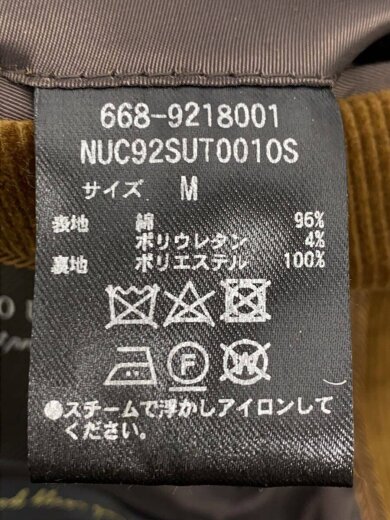 668-9218001
NUC92SUT0010S
サイズ M
表地 綿 96%
ポリウレタン 4%
裏地 ポリエステル 100%
F
W
●スチームで浮かしアイロンして
ください。